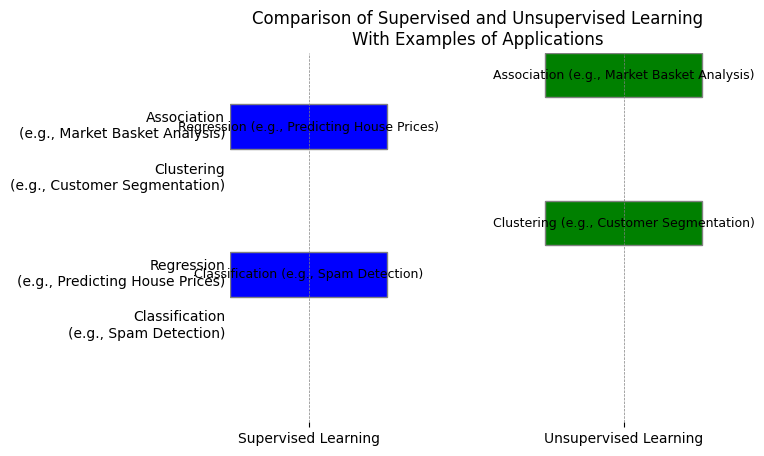 Comparison of Supervised and Unsupervised Learning
With Examples of Applications
Association (e.g., Market Basket Analysis)
Association
(e.g., Market Basket Analysis)
Regression (e.g., Predicting House Prices)
Clustering
(e.g., Customer Segmentation)
Clustering (e.g., Customer Segmentation)
Regression
(e.g., Predicting House Prices)
Classification (e.g., Spam Detection)
Classification
(e.g., Spam Detection)
Supervised Learning
Unsupervised Learning